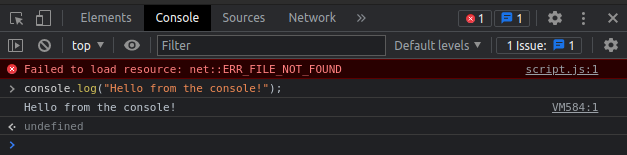 Elements Console Sources Network » 1 1
top Filter Default levels 1 Issue: 1
Failed to load resource: net::ERR_FILE_NOT_FOUND script.js:1
console.log("Hello from the console!");
Hello from the console! VM584:1
undefined